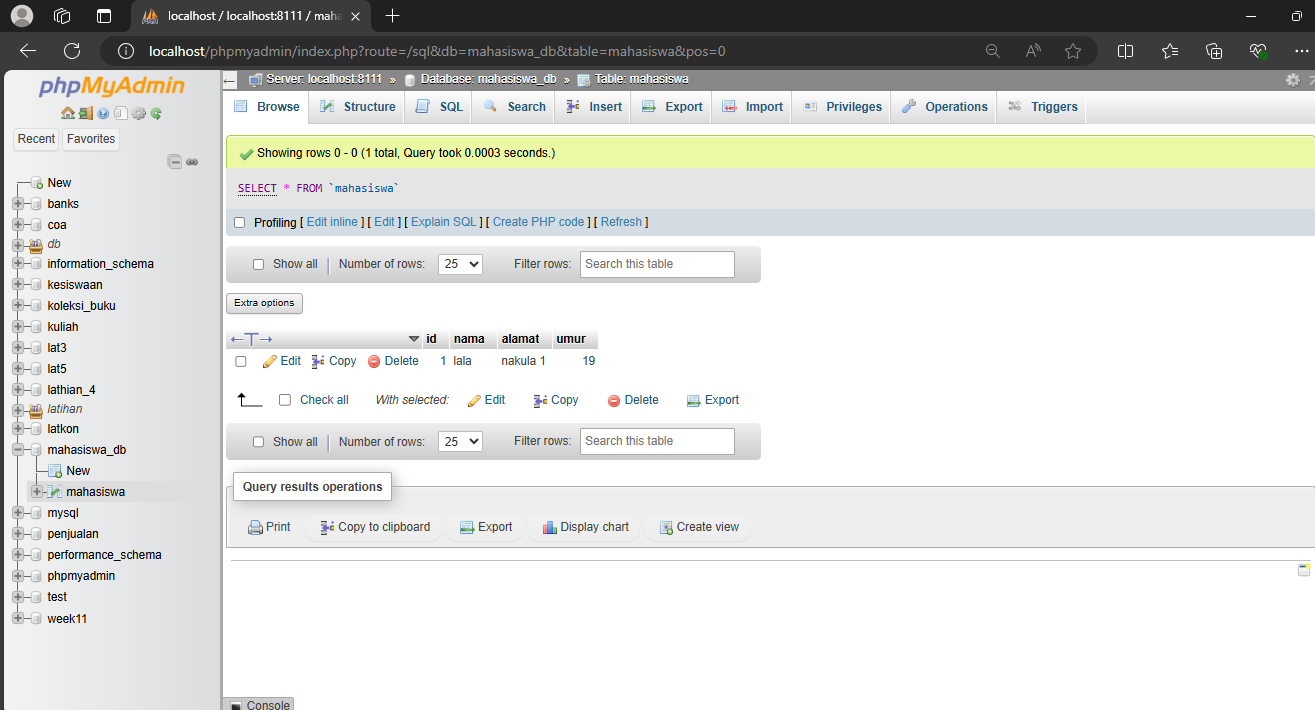 localhost / localhost:8111 / maha
localhost/phpmyadmin/index.php?route=/sql&db=mahasiswa_db&table=mahasiswa&pos=0
phpMyAdmin
Recent Favorites
New
banks
coa
db
information_schema
kesiswaan
koleksi_buku
kuliah
lat3
lat5
lathian_4
latihan
latkon
mahasiswa_db
New
mahasiswa
mysql
penjualan
performance_schema
phpmyadmin
test
week11
Server: localhost:8111 » Database: mahasiswa_db » Table: mahasiswa
Browse Structure SQL Search Insert Export Import Privileges Operations Triggers
Showing rows 0 - 0 (1 total, Query took 0.0003 seconds.)
SELECT * FROM `mahasiswa`
Profiling [ Edit inline ] [ Edit ] [ Explain SQL ] [ Create PHP code ] [ Refresh ]
Show all | Number of rows: 25 Filter rows: Search this table
Extra options
←T→ id nama alamat umur
Edit Copy Delete 1 lala nakula 1 19
Check all With selected: Edit Copy Delete Export
Show all | Number of rows: 25 Filter rows: Search this table
Query results operations
Print Copy to clipboard Export Display chart Create view
Console